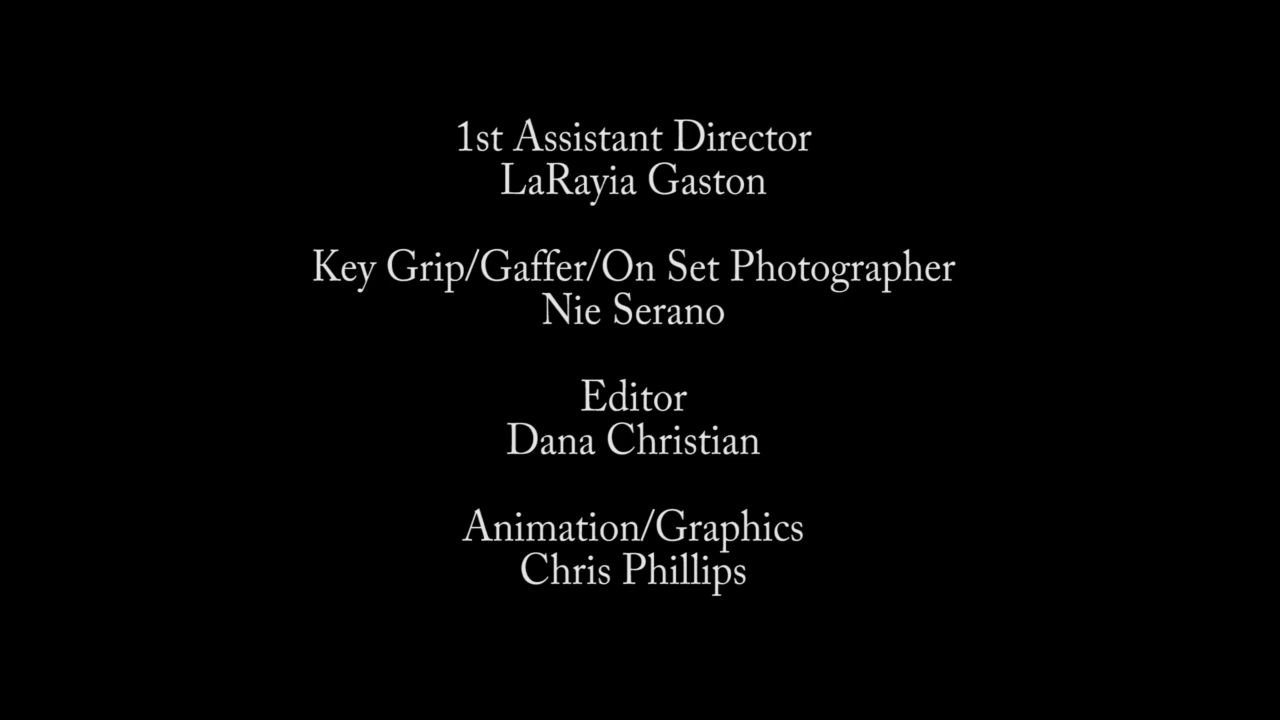 1st Assistant Director
LaRayia Gaston
Key Grip/Gaffer/On Set Photographer
Nie Serano
Editor
Dana Christian
Animation/Graphics
Chris Phillips